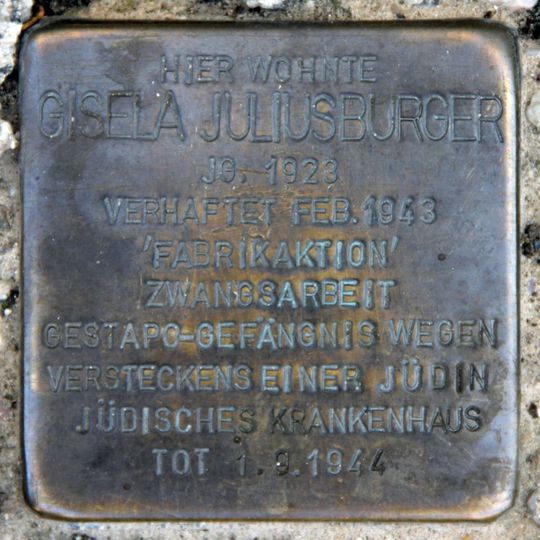 HIER WOHNTE
GISELA JULIUSBURGER
JG. 1923
VERHAFTET FEB. 1943
'FABRIKAKTION'
ZWANGSARBEIT
GESTAPO-GEFÄNGNIS WEGEN
VERSTECKENS EINER JÜDIN
JÜDISCHES KRANKENHAUS
TOT 1.9.1944